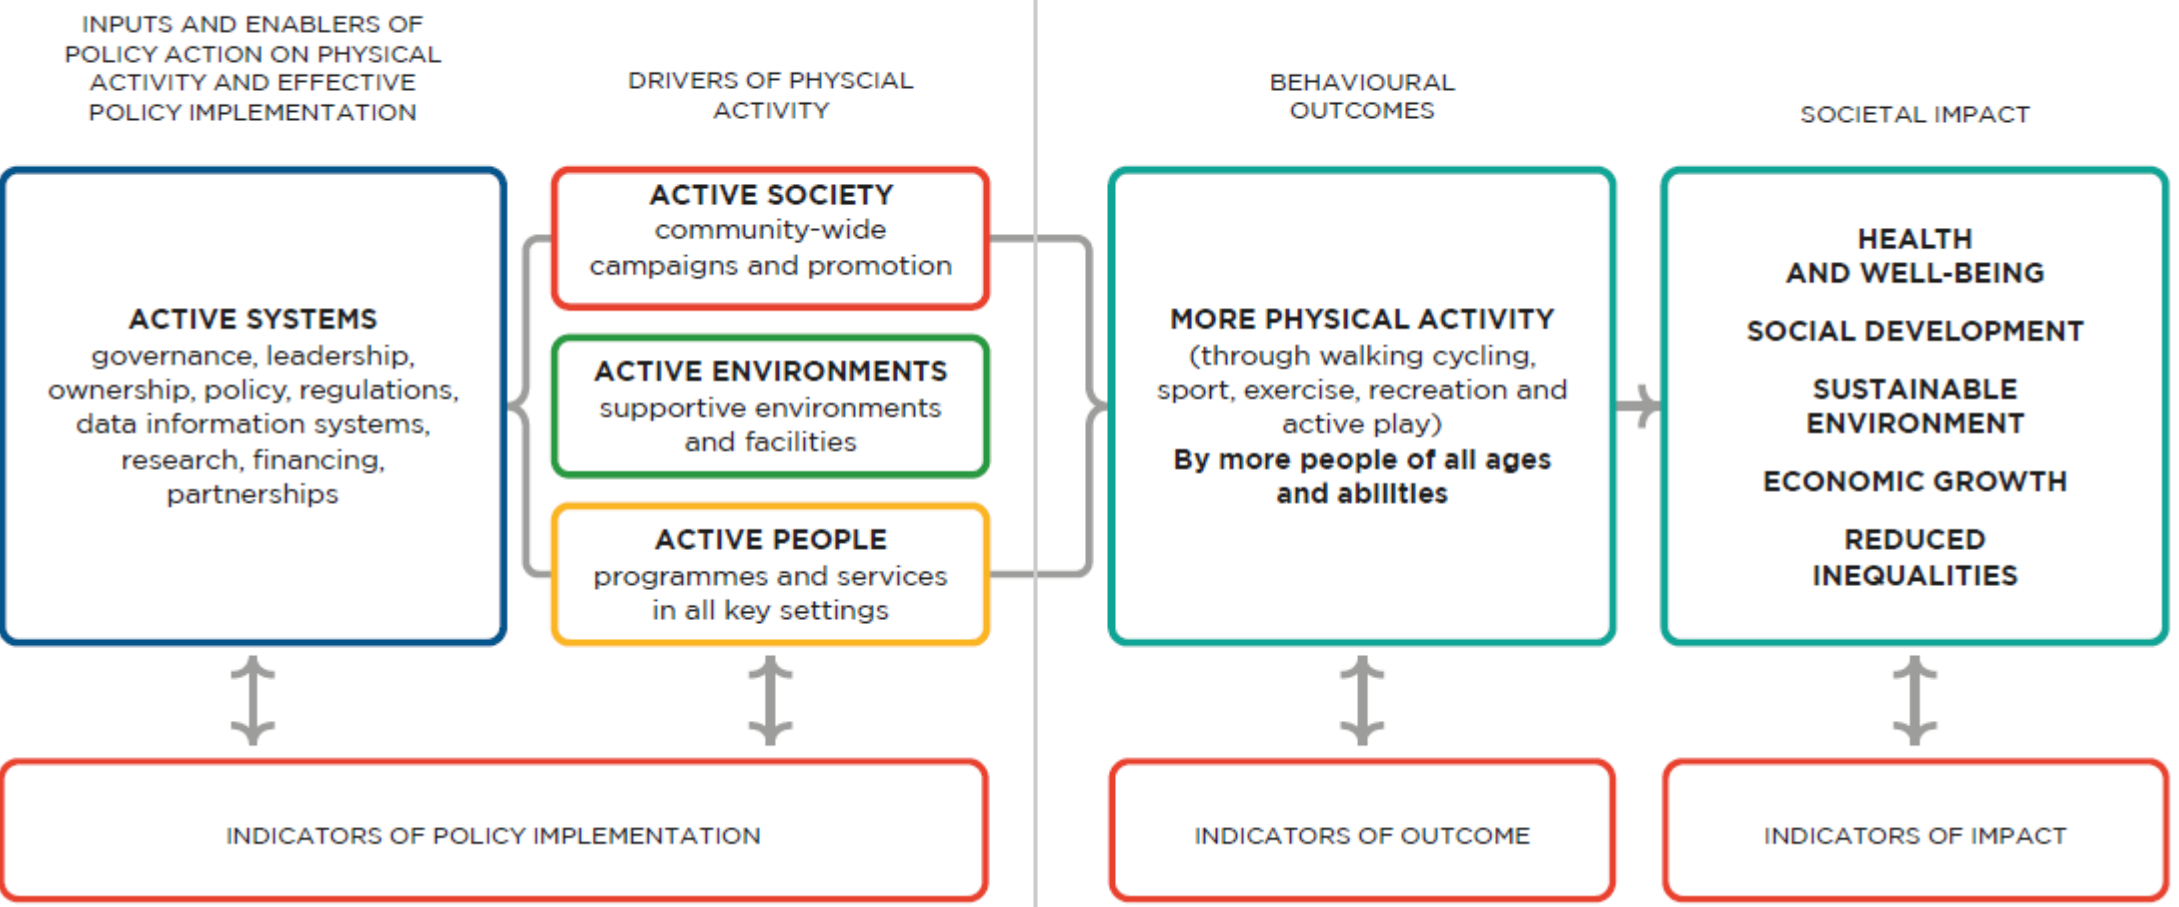 INPUTS AND ENABLERS OF
POLICY ACTION ON PHYSICAL
ACTIVITY AND EFFECTIVE
POLICY IMPLEMENTATION
DRIVERS OF PHYSCIAL
ACTIVITY
BEHAVIOURAL
OUTCOMES
SOCIETAL IMPACT
ACTIVE SYSTEMS
governance, leadership,
ownership, policy, regulations,
data information systems,
research, financing,
partnerships
ACTIVE SOCIETY
community-wide
campaigns and promotion
ACTIVE ENVIRONMENTS
supportive environments
and facilities
ACTIVE PEOPLE
programmes and services
in all key settings
MORE PHYSICAL ACTIVITY
(through walking cycling,
sport, exercise, recreation and
active play)
By more people of all ages
and abilities
HEALTH
AND WELL-BEING
SOCIAL DEVELOPMENT
SUSTAINABLE
ENVIRONMENT
ECONOMIC GROWTH
REDUCED
INEQUALITIES
INDICATORS OF POLICY IMPLEMENTATION
INDICATORS OF OUTCOME
INDICATORS OF IMPACT